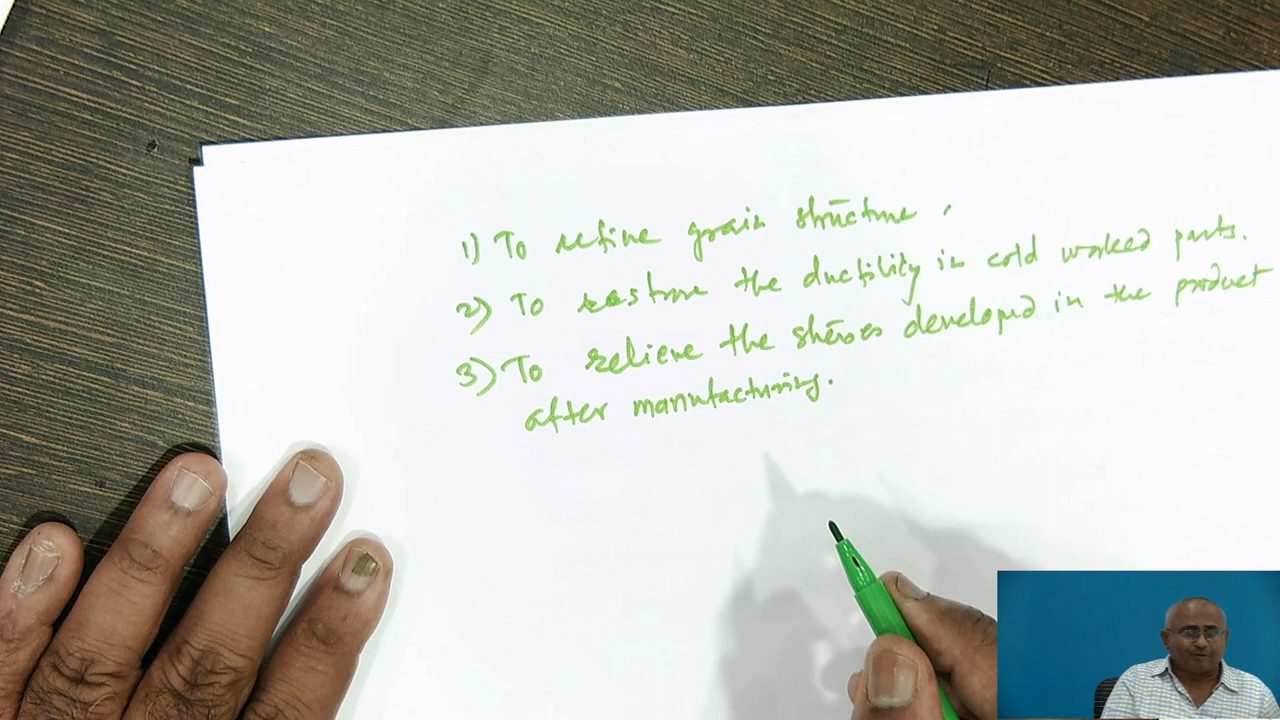 1) To refine grain structure.
2) To restore the ductility in cold worked parts.
3) To relieve the stresses developed in the product
after manufacturing.